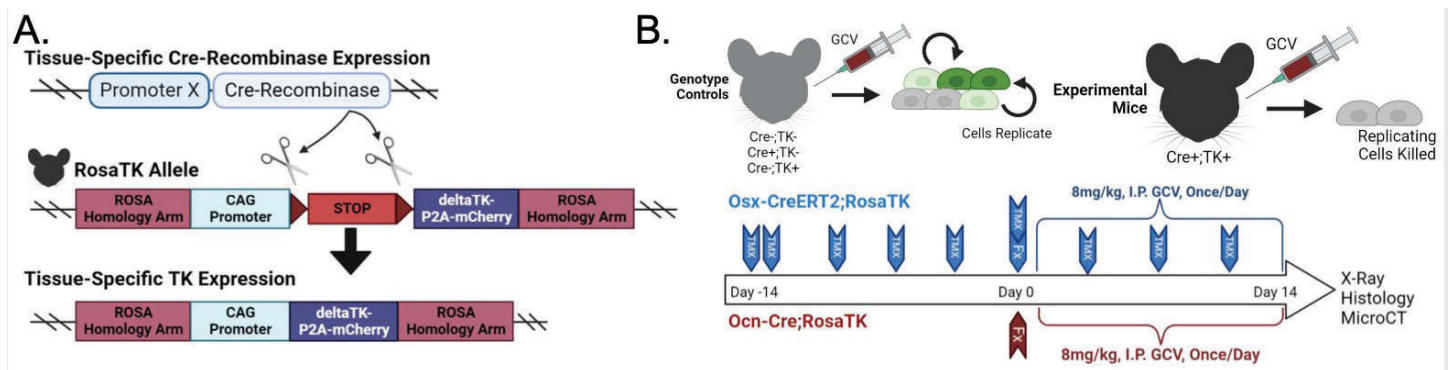 A.
Tissue-Specific Cre-Recombinase Expression
Promoter X
Cre-Recombinase
RosaTK Allele
ROSA
Homology Arm
CAG
Promoter
STOP
deltaTK-
P2A-mCherry
ROSA
Homology Arm
Tissue-Specific TK Expression
ROSA
Homology Arm
CAG
Promoter
deltaTK-
P2A-mCherry
ROSA
Homology Arm
B.
GCV
Genotype
Controls
Cre-;TK-
Cre+;TK-
Cre-;TK+
Cells Replicate
GCV
Experimental
Mice
Cre+;TK+
Replicating
Cells Killed
Osx-CreERT2;RosaTK
8mg/kg, I.P. GCV, Once/Day
TMX
TMX
TMX
TMX
TMX
TMX
FX
TMX
TMX
TMX
Day -14
Day 0
Day 14
X-Ray
Histology
MicroCT
Ocn-Cre;RosaTK
FX
8mg/kg, I.P. GCV, Once/Day